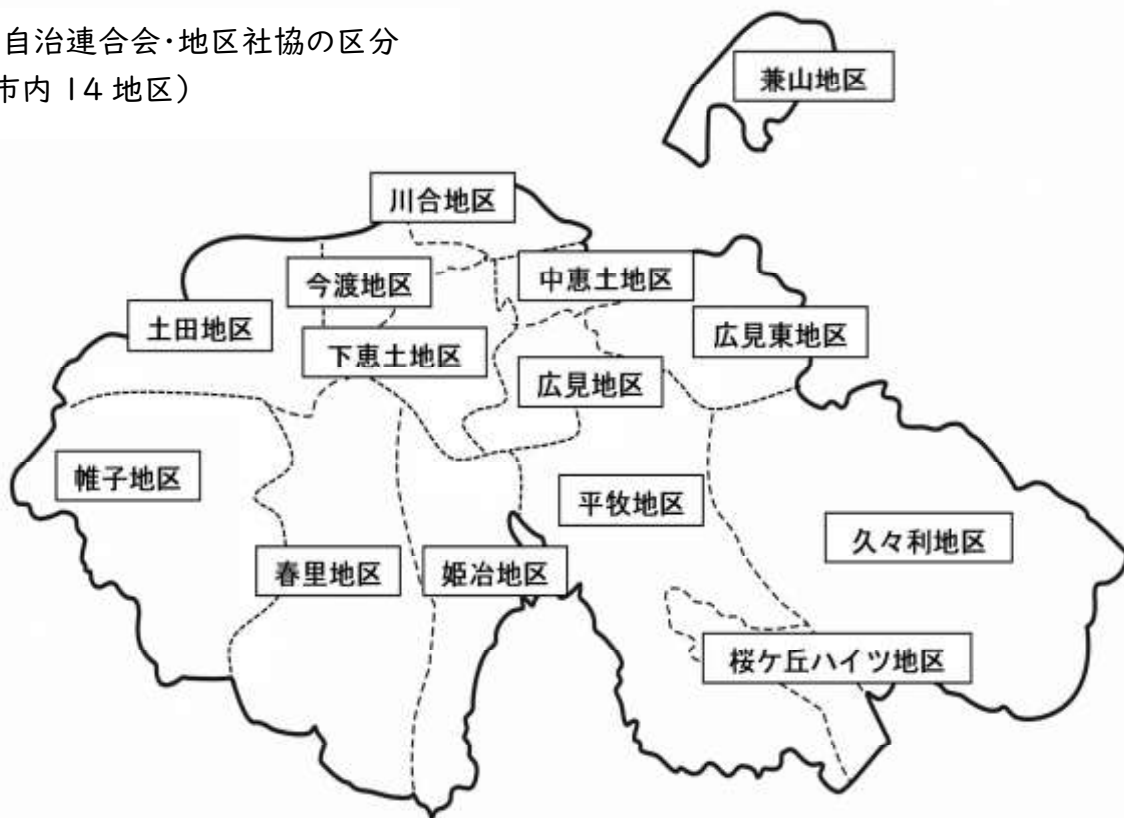 自治連合会・地区社協の区分
市内 14 地区）
兼山地区
川合地区
今渡地区
中恵土地区
土田地区
下恵土地区
広見東地区
広見地区
帷子地区
平牧地区
久々利地区
春里地区
姫治地区
桜ケ丘ハイツ地区